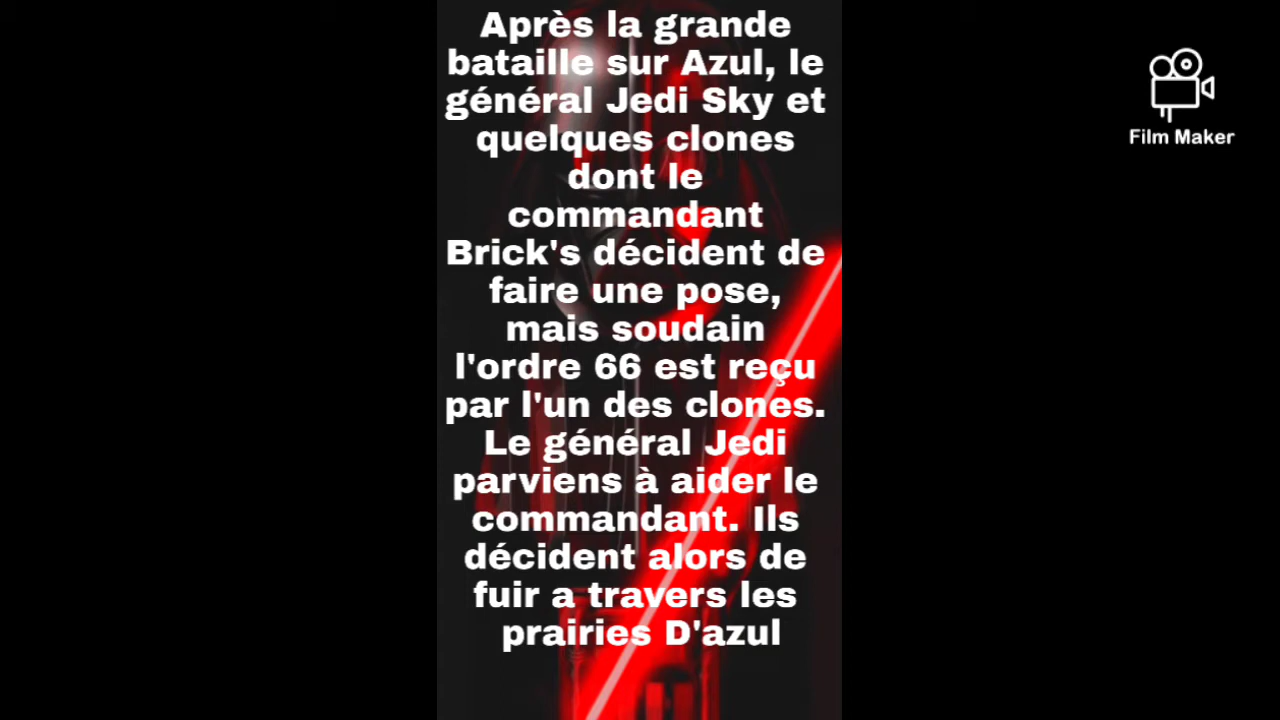 Après la grande
bataille sur Azul, le
général Jedi Sky et
quelques clones
dont le
commandant
Brick's décident de
faire une pose,
mais soudain
l'ordre 66 est reçu
par l'un des clones.
Le général Jedi
parviens à aider le
commandant. Ils
décident alors de
fuir a travers les
prairies D'azul
Film Maker